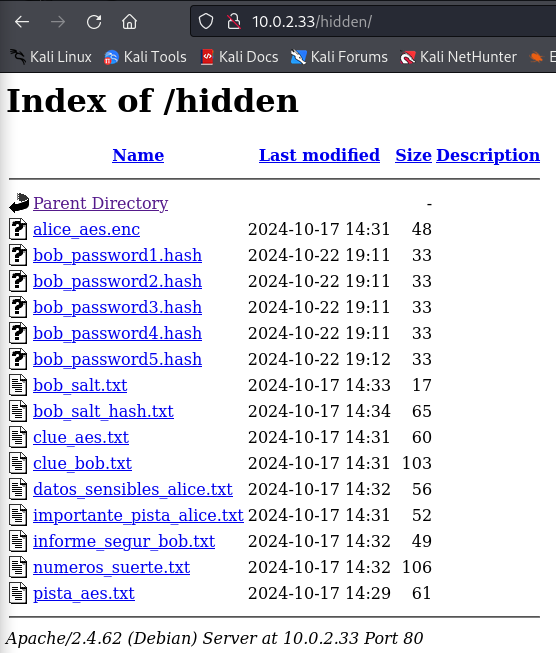 10.0.2.33/hidden/
Kali Linux Kali Tools Kali Docs Kali Forums Kali NetHunter E
Index of /hidden
Name Last modified Size Description
Parent Directory -
alice_aes.enc 2024-10-17 14:31 48
bob_password1.hash 2024-10-22 19:11 33
bob_password2.hash 2024-10-22 19:11 33
bob_password3.hash 2024-10-22 19:11 33
bob_password4.hash 2024-10-22 19:11 33
bob_password5.hash 2024-10-22 19:12 33
bob_salt.txt 2024-10-17 14:33 17
bob_salt_hash.txt 2024-10-17 14:34 65
clue_aes.txt 2024-10-17 14:31 60
clue_bob.txt 2024-10-17 14:31 103
datos_sensibles_alice.txt 2024-10-17 14:32 56
importante_pista_alice.txt 2024-10-17 14:31 52
informe_segur_bob.txt 2024-10-17 14:32 49
numeros_suerte.txt 2024-10-17 14:32 106
pista_aes.txt 2024-10-17 14:29 61
Apache/2.4.62 (Debian) Server at 10.0.2.33 Port 80